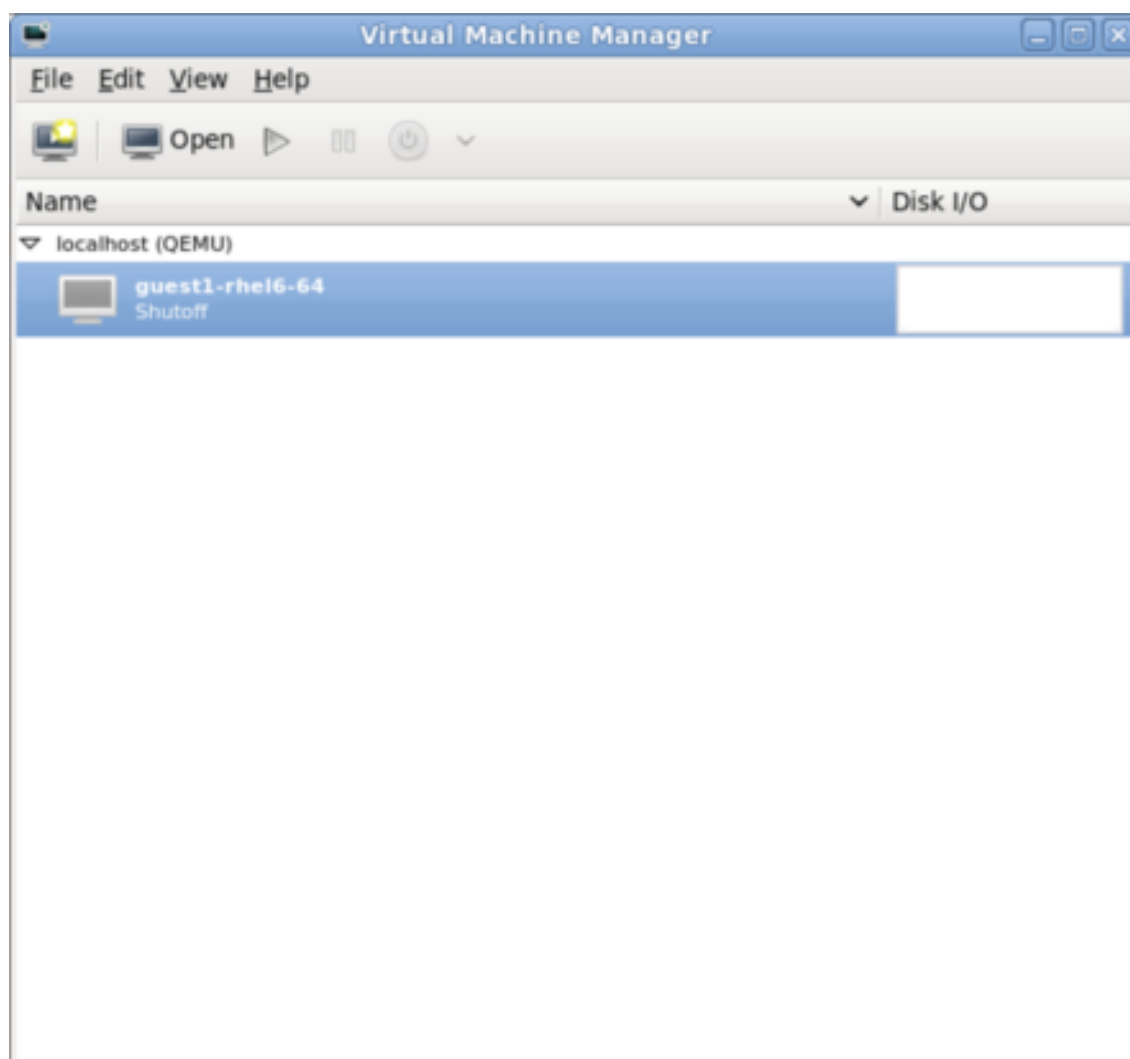 Virtual Machine Manager
File Edit View Help
Open
Name Disk I/O
localhost (QEMU)
guest1-rhel6-64
Shutoff